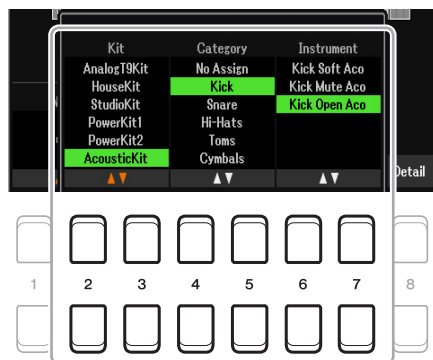 Kit Category Instrument
AnalogT9Kit No Assign Kick Soft Aco
HouseKit Kick Kick Mute Aco
StudioKit Snare Kick Open Aco
PowerKit1 Hi-Hats
PowerKit2 Toms
AcousticKit Cymbals
Detail
1 2 3 4 5 6 7 8